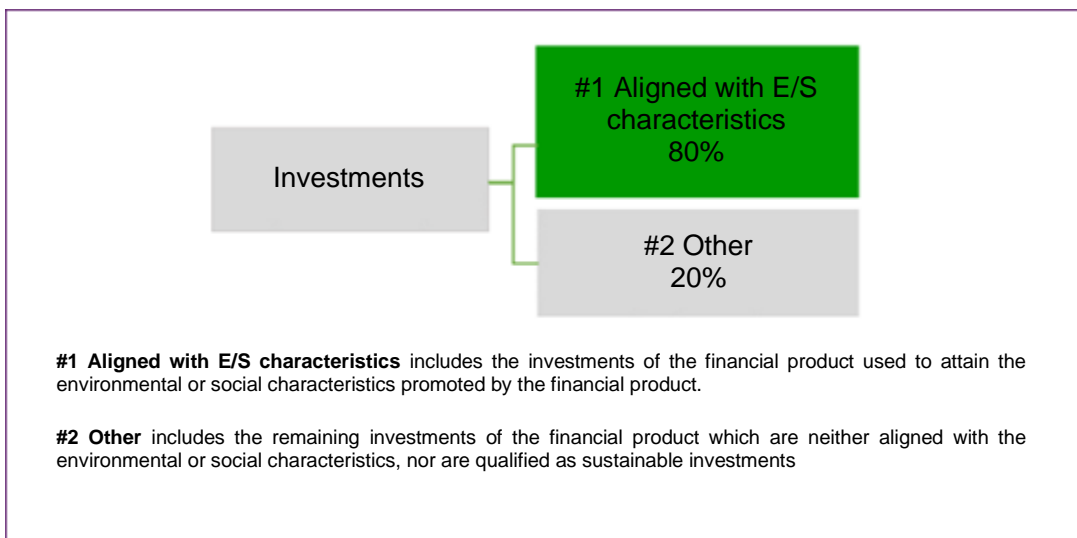 #1 Aligned with E/S
characteristics
80%
Investments
#2 Other
20%
#1 Aligned with E/S characteristics includes the investments of the financial product used to attain the
environmental or social characteristics promoted by the financial product.
#2 Other includes the remaining investments of the financial product which are neither aligned with the
environmental or social characteristics, nor are qualified as sustainable investments